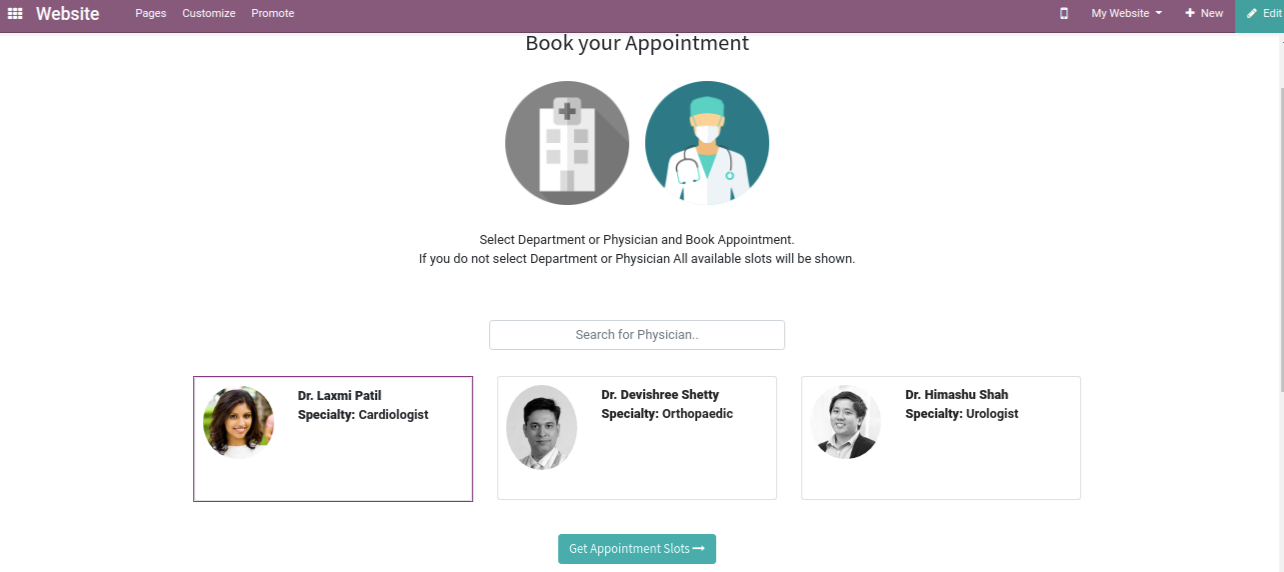 Website Pages Customize Promote My Website New Edit
Book your Appointment
Select Department or Physician and Book Appointment.
If you do not select Department or Physician All available slots will be shown.
Search for Physician..
Dr. Laxmi Patil
Specialty: Cardiologist
Dr. Devishree Shetty
Specialty: Orthopaedic
Dr. Himashu Shah
Specialty: Urologist
Get Appointment Slots